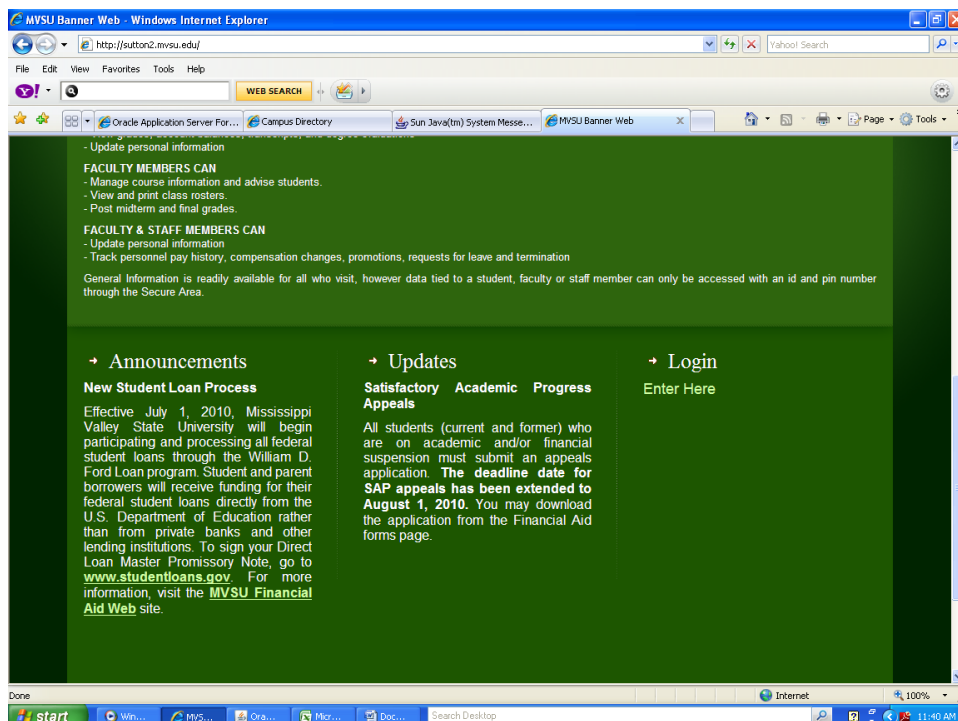 MVSU Banner Web - Windows Internet Explorer
http://sutton2.mvsu.edu/
Yahoo! Search
File Edit View Favorites Tools Help
Y! WEB SEARCH
Oracle Application Server For... Campus Directory Sun Java(tm) System Messe... MVSU Banner Web x Page Tools
- Update personal information
FACULTY MEMBERS CAN
- Manage course information and advise students.
- View and print class rosters.
- Post midterm and final grades.
FACULTY & STAFF MEMBERS CAN
- Update personal information
- Track personnel pay history, compensation changes, promotions, requests for leave and termination
General Information is readily available for all who visit, however data tied to a student, faculty or staff member can only be accessed with an id and pin number
through the Secure Area.
Announcements
New Student Loan Process
Effective July 1, 2010, Mississippi
Valley State University will begin
participating and processing all federal
student loans through the William D.
Ford Loan program. Student and parent
borrowers will receive funding for their
federal student loans directly from the
U.S. Department of Education rather
than from private banks and other
lending institutions. To sign your Direct
Loan Master Promissory Note, go to
www.studentloans.gov. For more
information, visit the MVSU Financial
Aid Web site.
Updates
Satisfactory Academic Progress
Appeals
All students (current and former) who
are on academic and/or financial
suspension must submit an appeals
application. The deadline date for
SAP appeals has been extended to
August 1, 2010. You may download
the application from the Financial Aid
forms page.
Login
Enter Here
Done Internet 100%
start Win... MVS... Ora... Micr... Doc... Search Desktop 11:40 AM